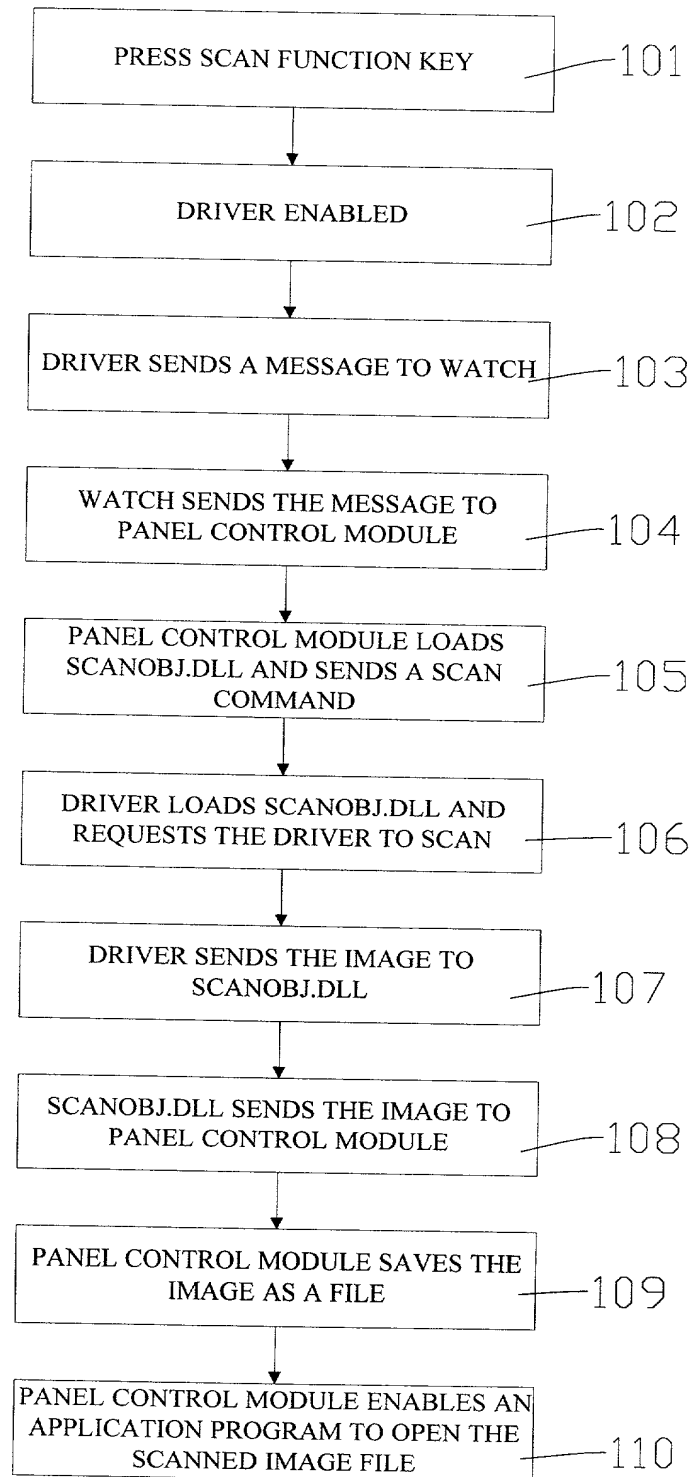 PRESS SCAN FUNCTION KEY
101
DRIVER ENABLED
102
DRIVER SENDS A MESSAGE TO WATCH
103
WATCH SENDS THE MESSAGE TO
PANEL CONTROL MODULE
104
PANEL CONTROL MODULE LOADS
SCANOBJ.DLL AND SENDS A SCAN
COMMAND
105
DRIVER LOADS SCANOBJ.DLL AND
REQUESTS THE DRIVER TO SCAN
106
DRIVER SENDS THE IMAGE TO
SCANOBJ.DLL
107
SCANOBJ.DLL SENDS THE IMAGE TO
PANEL CONTROL MODULE
108
PANEL CONTROL MODULE SAVES THE
IMAGE AS A FILE
109
PANEL CONTROL MODULE ENABLES AN
APPLICATION PROGRAM TO OPEN THE
SCANNED IMAGE FILE
110